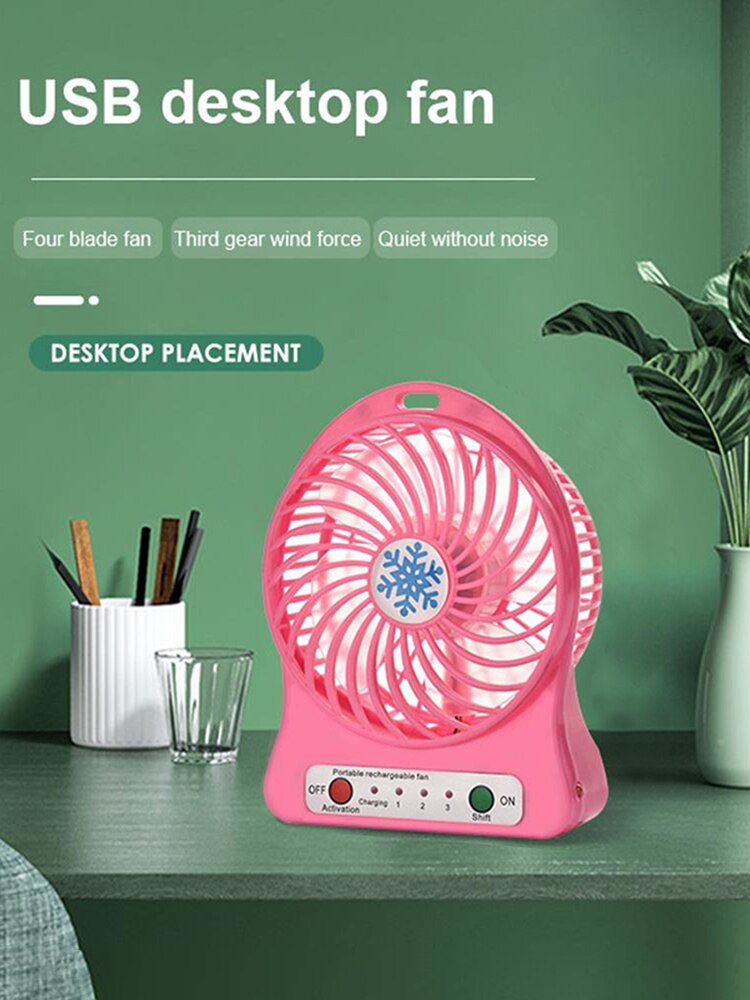 USB desktop fan
Four blade fan Third gear wind force Quiet without noise
DESKTOP PLACEMENT
Portable rechargeable fan
OFF Activation Charging 1 2 3 Shift ON